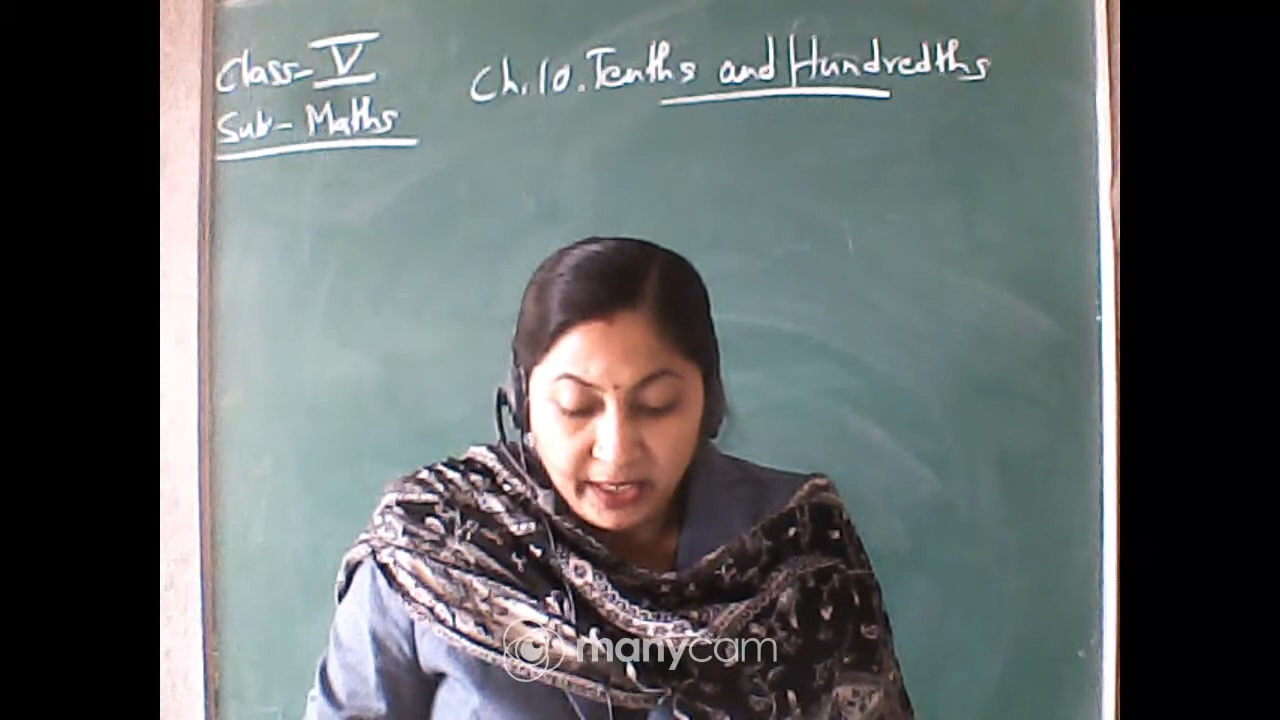 Class- V
Sub- Maths
Ch.10. Tenths and Hundredths
manycam